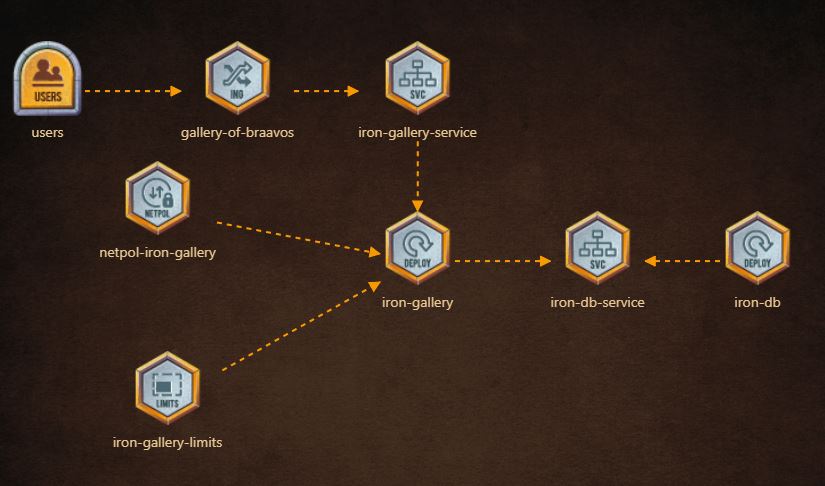 USERS
users
ING
gallery-of-braavos
SVC
iron-gallery-service
NETPOL
netpol-iron-gallery
DEPLOY
iron-gallery
SVC
iron-db-service
DEPLOY
iron-db
LIMITS
iron-gallery-limits